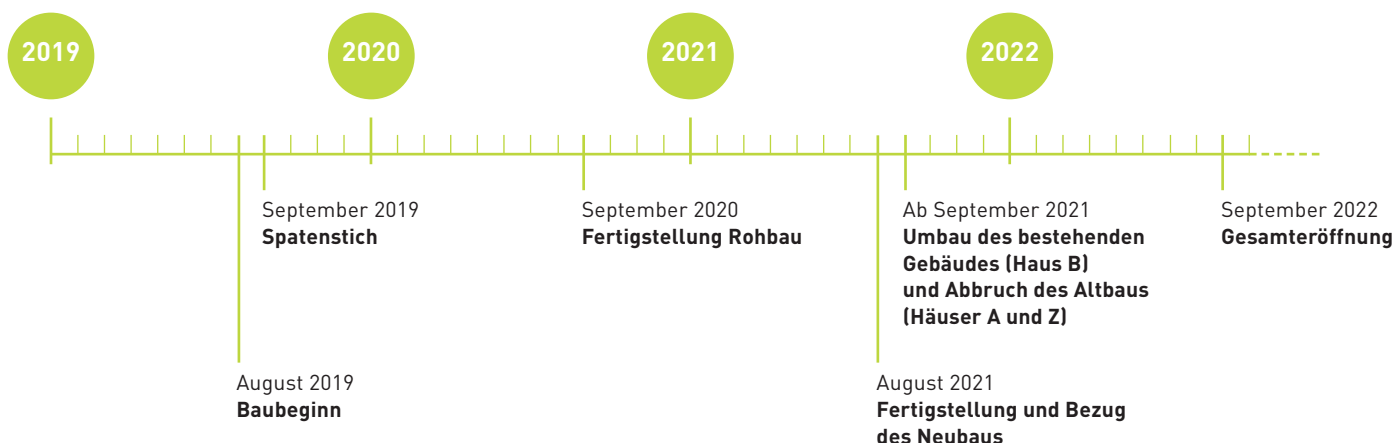 2019
2020
2021
2022
September 2019
Spatenstich
September 2020
Fertigstellung Rohbau
Ab September 2021
Umbau des bestehenden
Gebäudes (Haus B)
und Abbruch des Altbaus
(Häuser A und Z)
September 2022
Gesamteröffnung
August 2019
Baubeginn
August 2021
Fertigstellung und Bezug
des Neubaus